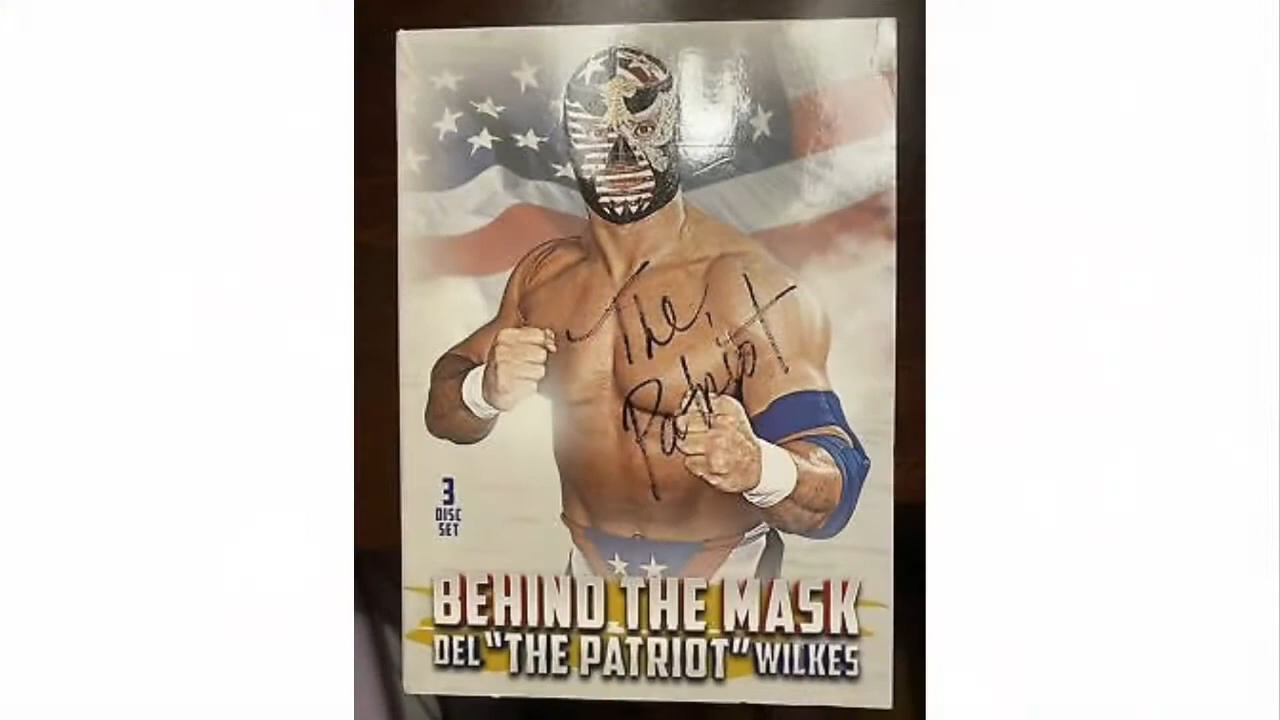 The
Patriot
3
DISC
SET
BEHIND THE MASK
DEL "THE PATRIOT" WILKES